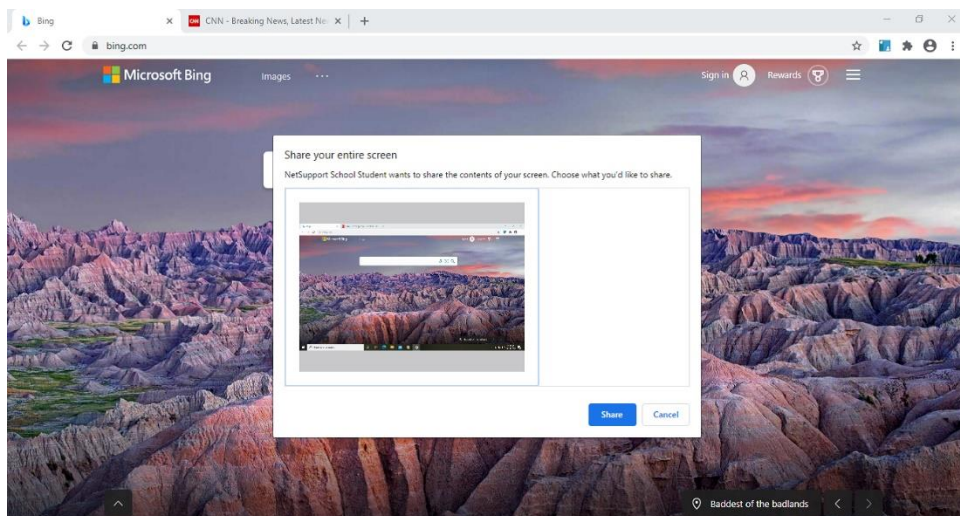 Bing
CNN - Breaking News, Latest Ne
bing.com
Microsoft Bing
Images
Sign in
Rewards
Share your entire screen
NetSupport School Student wants to share the contents of your screen. Choose what you'd like to share.
Share
Cancel
Baddest of the badlands